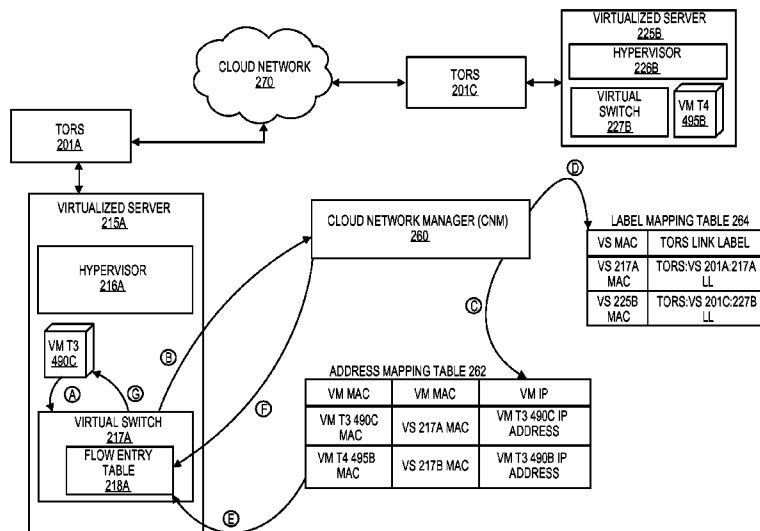 VIRTUALIZED SERVER
225B
HYPERVISOR
226B
VIRTUAL
SWITCH
227B
VM T4
495B
CLOUD NETWORK
270
TORS
201C
TORS
201A
D
VIRTUALIZED SERVER
215A
HYPERVISOR
216A
CLOUD NETWORK MANAGER (CNM)
260
LABEL MAPPING TABLE 264
VS MAC TORS LINK LABEL
VS 217A MAC TORS:VS 201A:217A LL
VS 225B MAC TORS:VS 201C:227B LL
C
B
VM T3
490C
A
G
F
VIRTUAL SWITCH
217A
FLOW ENTRY
TABLE
218A
ADDRESS MAPPING TABLE 262
VM MAC VM MAC VM IP
VM T3 490C MAC VS 217A MAC VM T3 490C IP ADDRESS
VM T4 495B MAC VS 217B MAC VM T3 490B IP ADDRESS
E